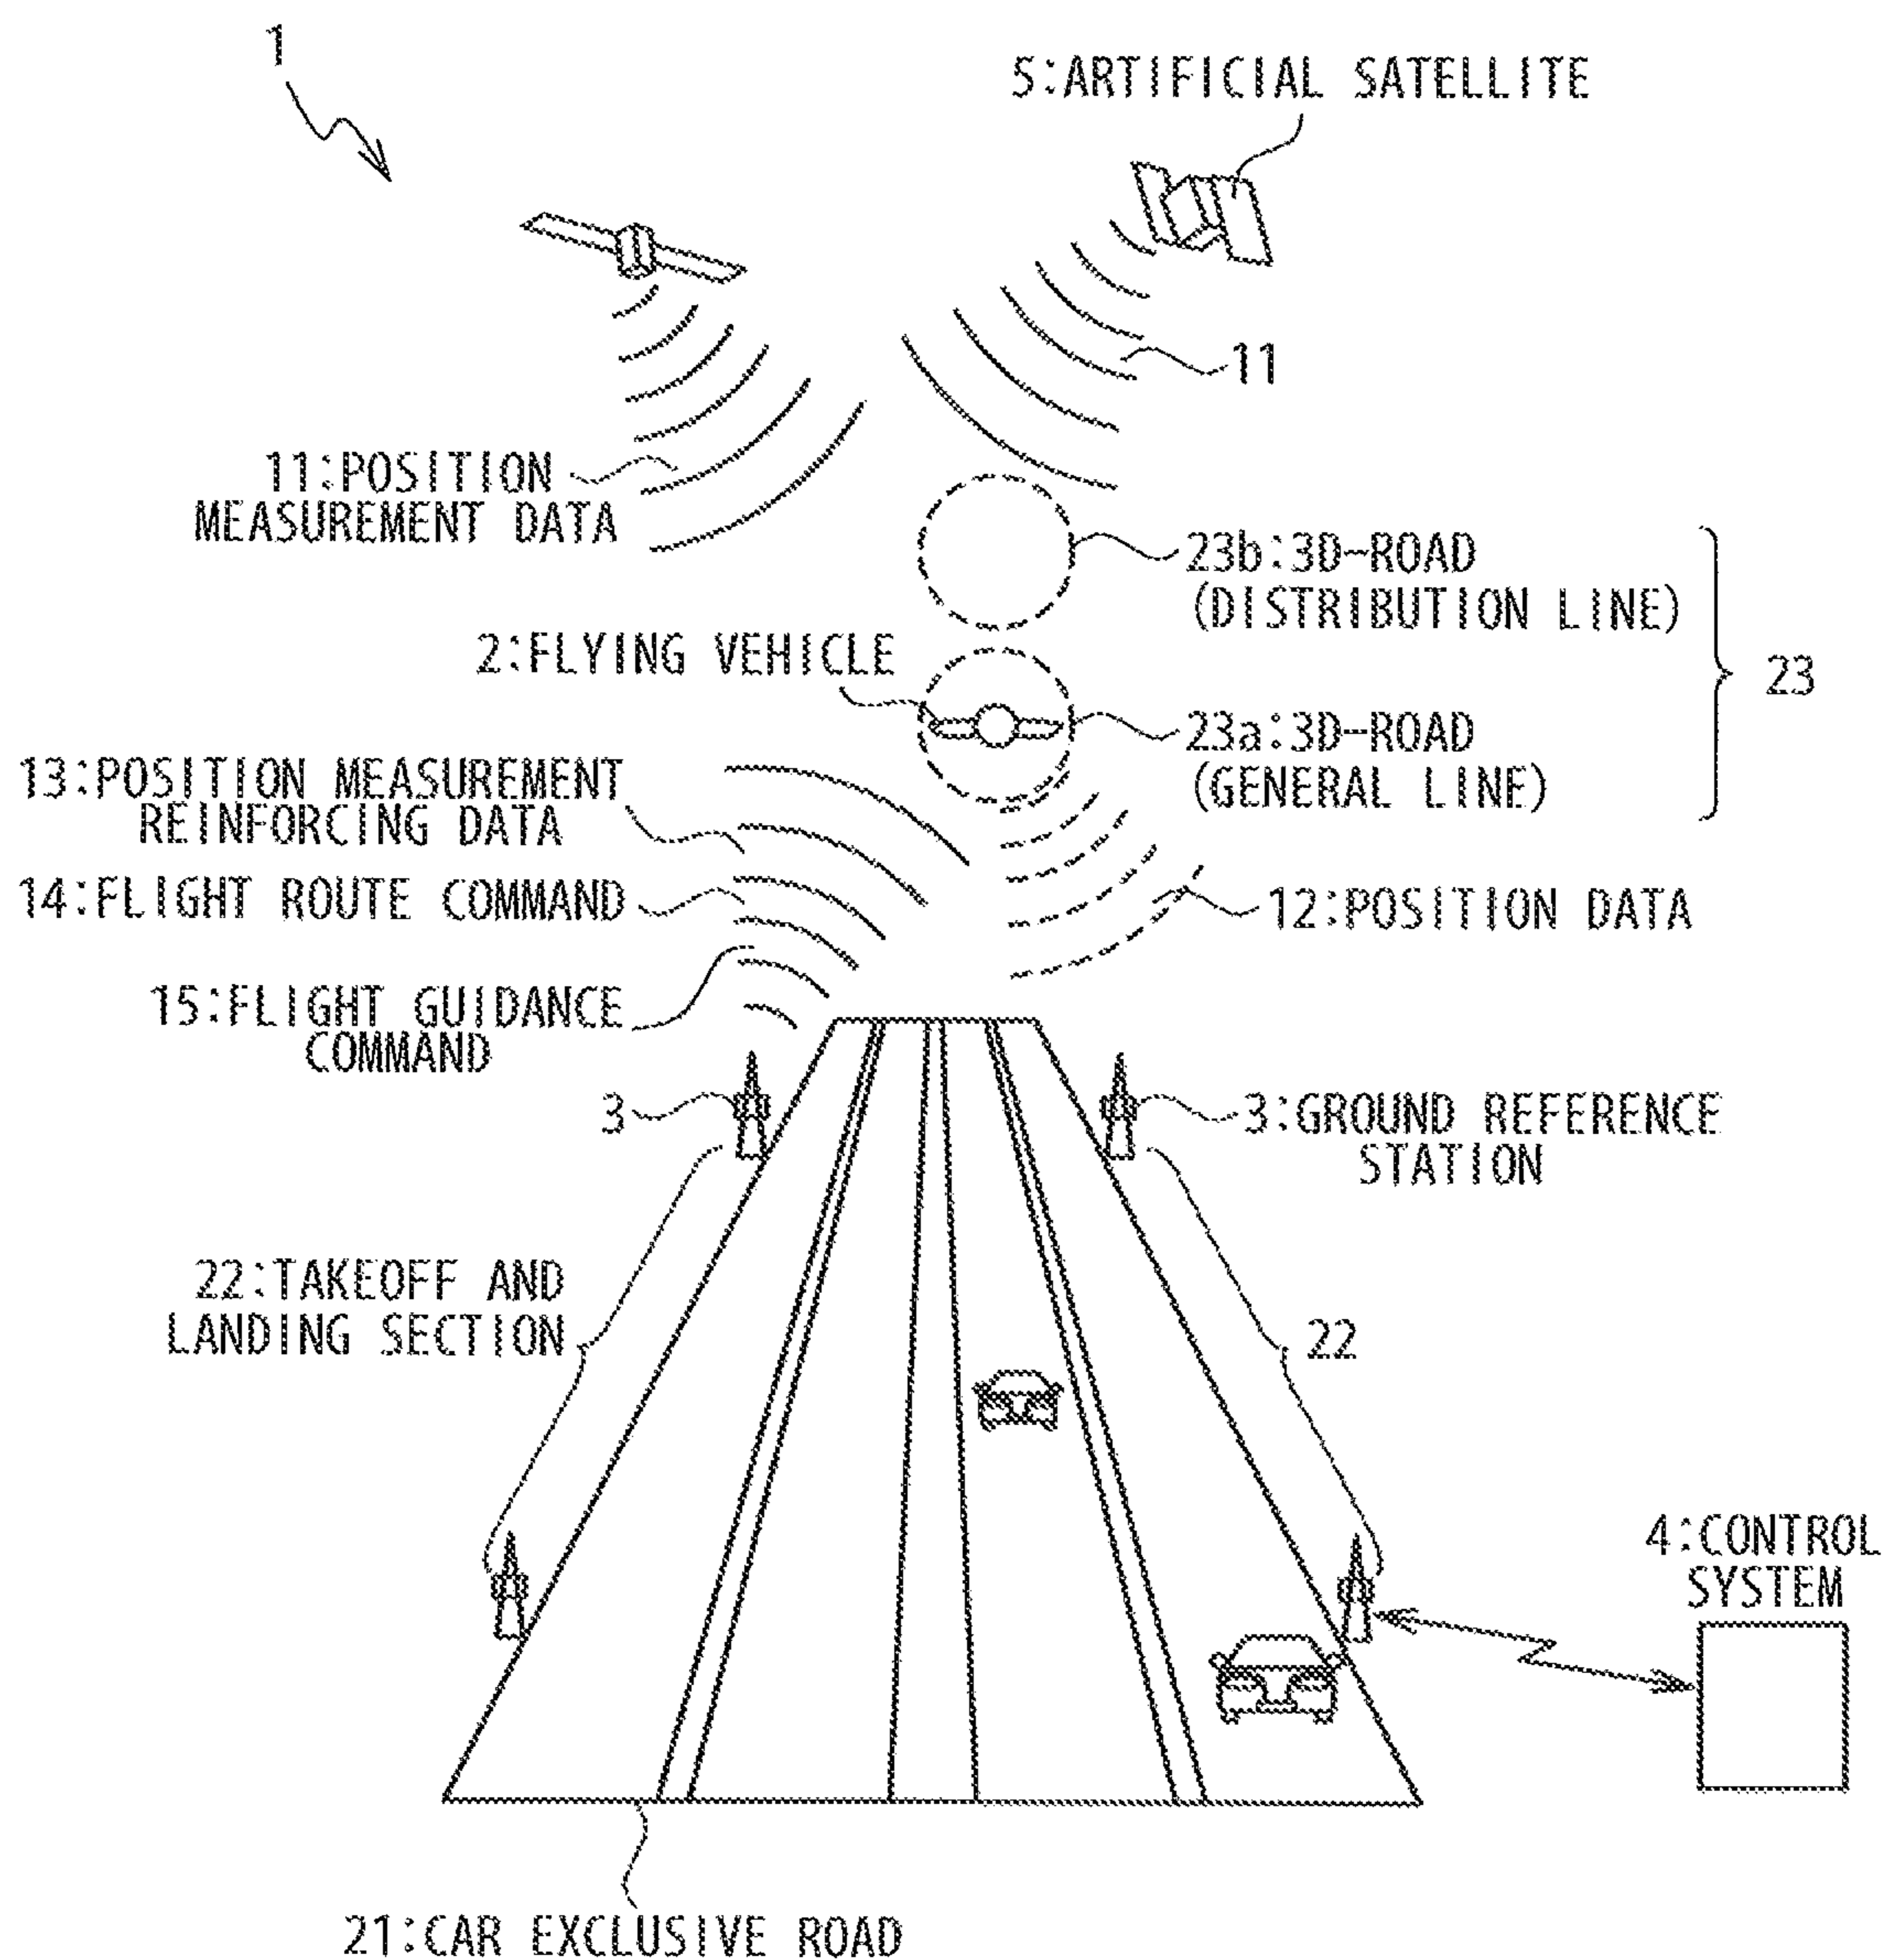 1
5:ARTIFICIAL SATELLITE
11
11:POSITION
MEASUREMENT DATA
23b:3D-ROAD
(DISTRIBUTION LINE)
2:FLYING VEHICLE
23
23a:3D-ROAD
(GENERAL LINE)
13:POSITION MEASUREMENT
REINFORCING DATA
14:FLIGHT ROUTE COMMAND
12:POSITION DATA
15:FLIGHT GUIDANCE
COMMAND
3
3:GROUND REFERENCE
STATION
22:TAKEOFF AND
LANDING SECTION
22
4:CONTROL
SYSTEM
21:CAR EXCLUSIVE ROAD